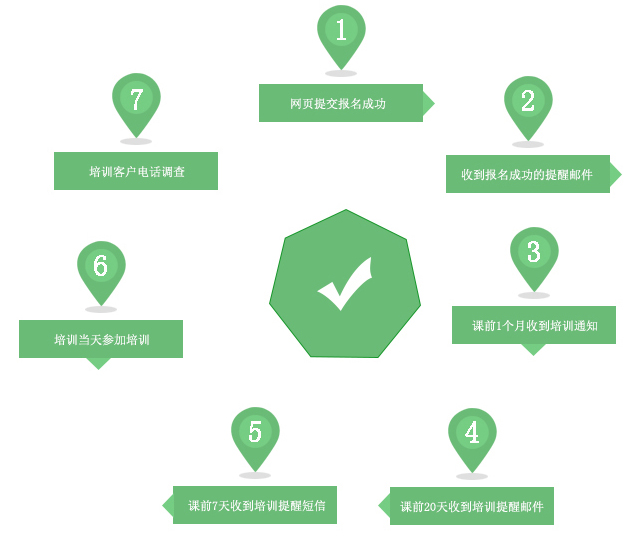 1
网页提交报名成功
2
收到报名成功的提醒邮件
3
课前1个月收到培训通知
4
课前20天收到培训提醒邮件
5
课前7天收到培训提醒短信
6
培训当天参加培训
7
培训客户电话调查